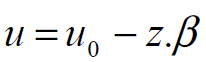 u = u₀ − z.β